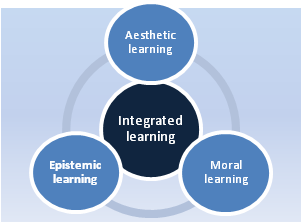 Aesthetic
learning
Integrated
learning
Epistemic
learning
Moral
learning